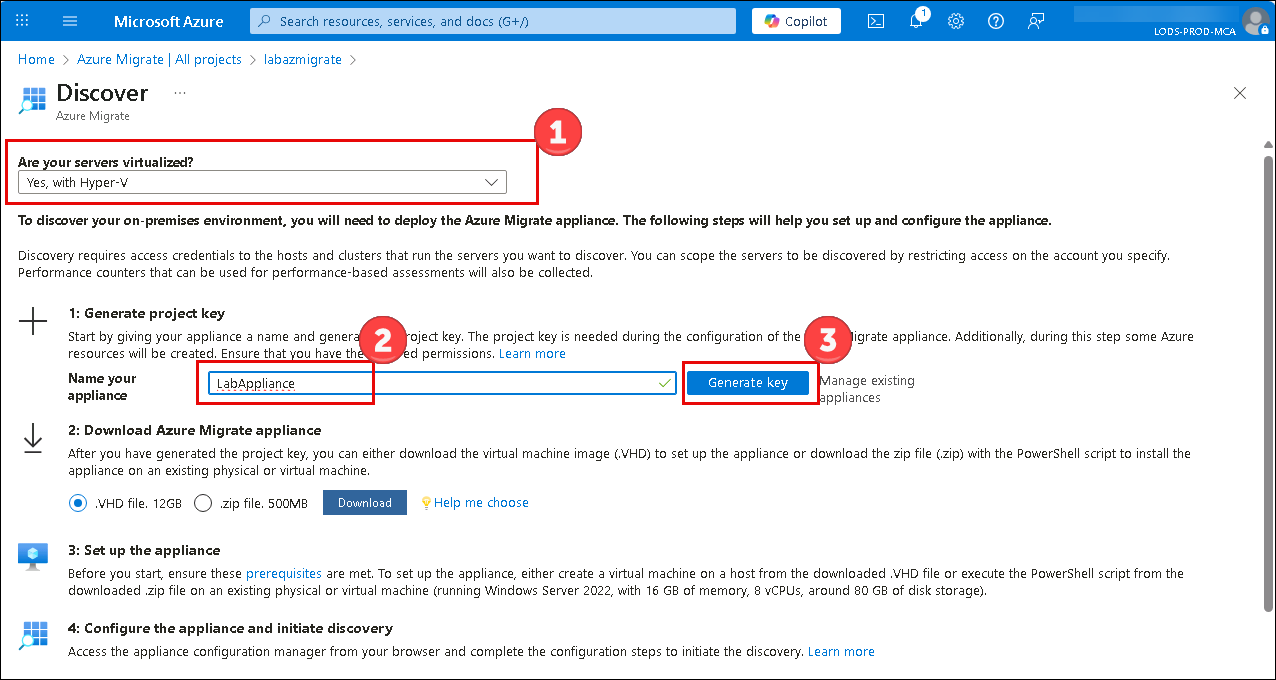 Microsoft Azure
Search resources, services, and docs (G+/)
Copilot
1
LODS-PROD-MCA
Home > Azure Migrate | All projects > labazmigrate >
Discover ...
Azure Migrate
1
Are your servers virtualized?
Yes, with Hyper-V
To discover your on-premises environment, you will need to deploy the Azure Migrate appliance. The following steps will help you set up and configure the appliance.
Discovery requires access credentials to the hosts and clusters that run the servers you want to discover. You can scope the servers to be discovered by restricting access on the account you specify.
Performance counters that can be used for performance-based assessments will also be collected.
1: Generate project key
Start by giving your appliance a name and genera roject key. The project key is needed during the configuration of the igrate appliance. Additionally, during this step some Azure
resources will be created. Ensure that you have the d permissions. Learn more
2
3
Name your
appliance
LabAppliance
Generate key
Manage existing
appliances
2: Download Azure Migrate appliance
After you have generated the project key, you can either download the virtual machine image (.VHD) to set up the appliance or download the zip file (.zip) with the PowerShell script to install the
appliance on an existing physical or virtual machine.
.VHD file. 12GB .zip file. 500MB Download Help me choose
3: Set up the appliance
Before you start, ensure these prerequisites are met. To set up the appliance, either create a virtual machine on a host from the downloaded .VHD file or execute the PowerShell script from the
downloaded .zip file on an existing physical or virtual machine (running Windows Server 2022, with 16 GB of memory, 8 vCPUs, around 80 GB of disk storage).
4: Configure the appliance and initiate discovery
Access the appliance configuration manager from your browser and complete the configuration steps to initiate the discovery. Learn more